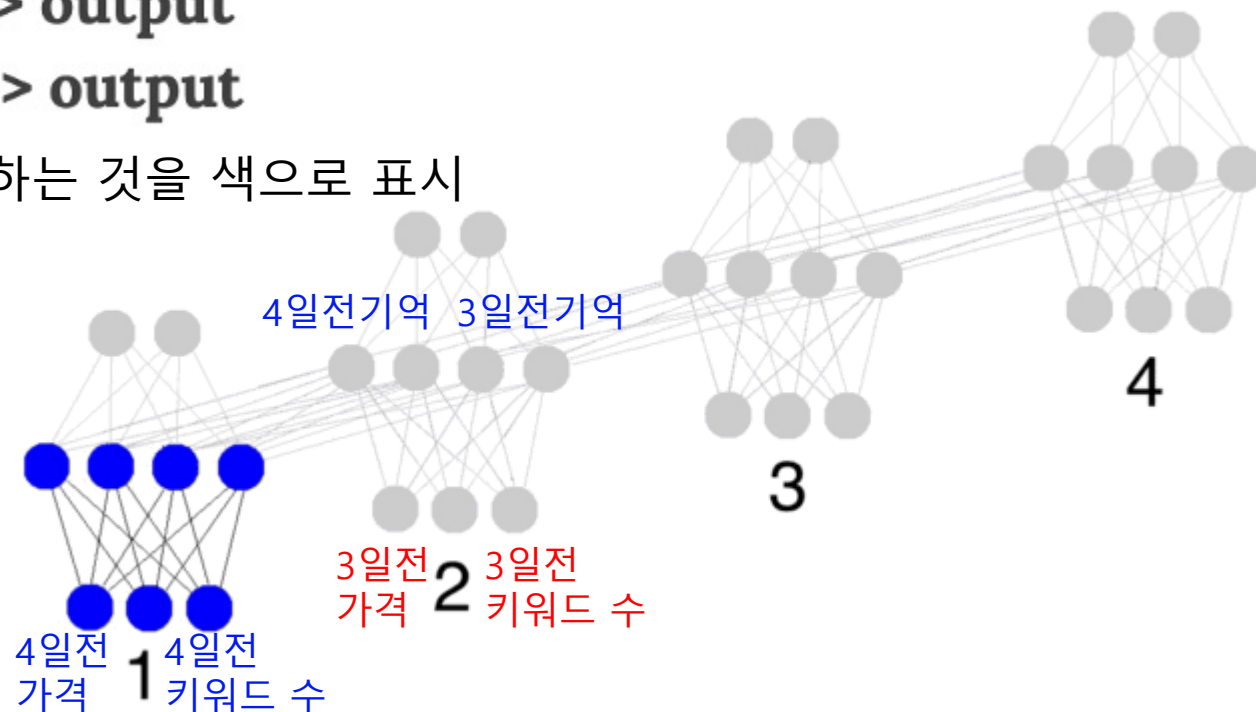 > output
> output
하는 것을 색으로 표시
4일전기억 3일전기억
4
3
3일전 2 3일전
가격 키워드 수
4일전 1 4일전
가격 키워드 수